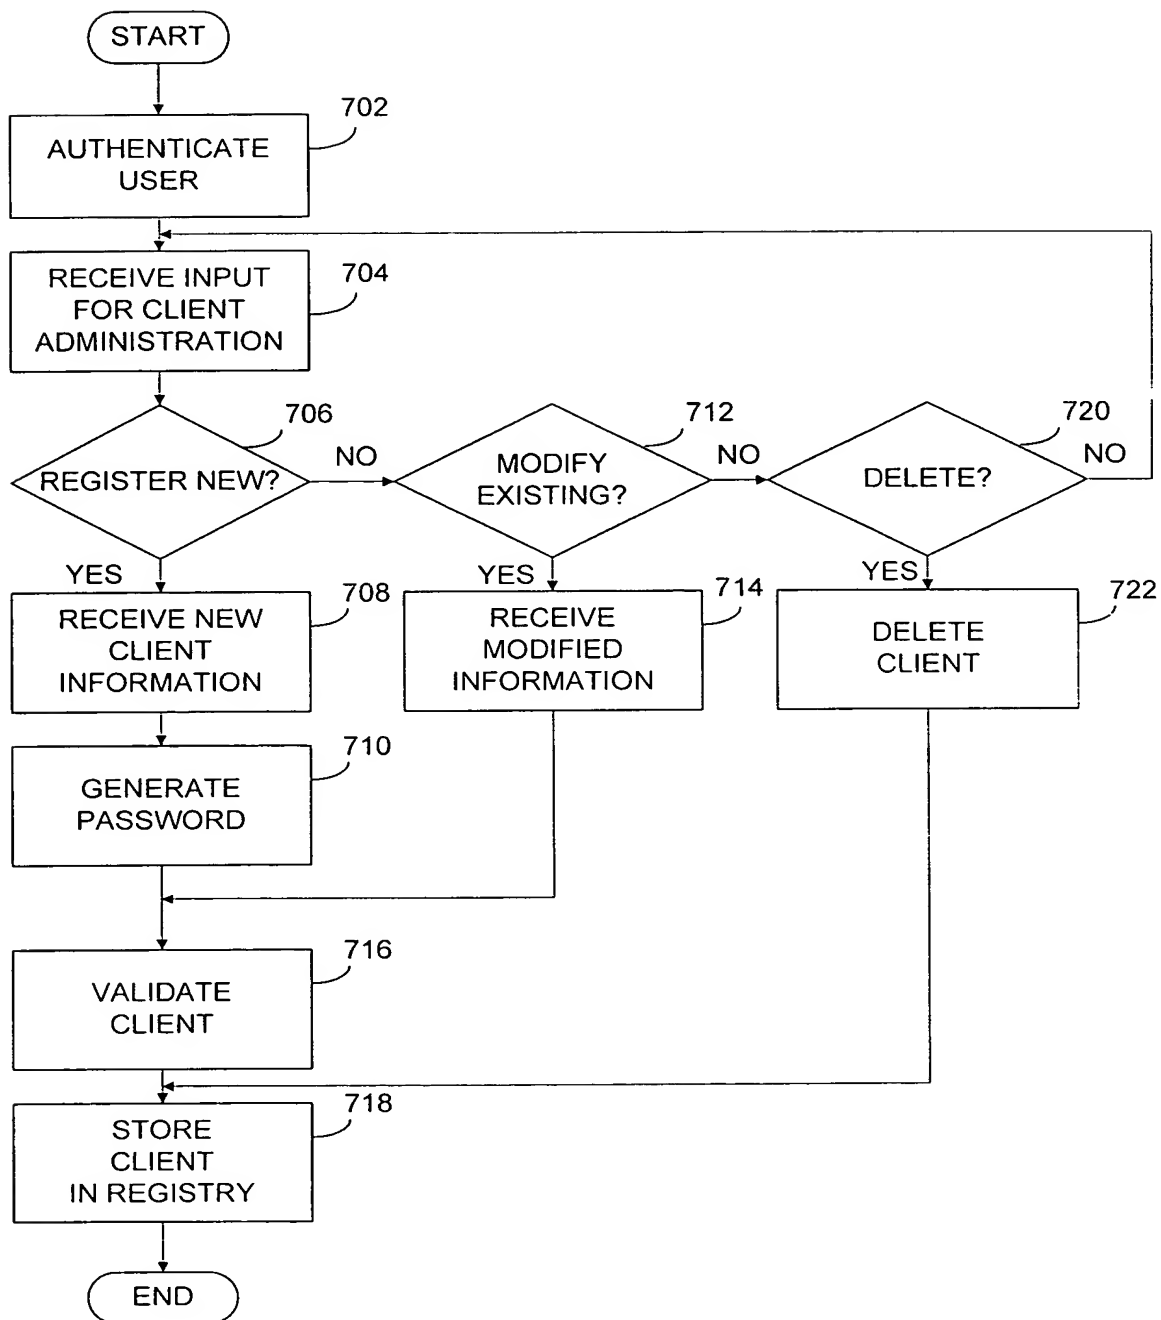 START
702
AUTHENTICATE
USER
704
RECEIVE INPUT
FOR CLIENT
ADMINISTRATION
706
REGISTER NEW?
NO
712
MODIFY
EXISTING?
NO
720
DELETE?
NO
YES
708
RECEIVE NEW
CLIENT
INFORMATION
YES
714
RECEIVE
MODIFIED
INFORMATION
YES
722
DELETE
CLIENT
710
GENERATE
PASSWORD
716
VALIDATE
CLIENT
718
STORE
CLIENT
IN REGISTRY
END